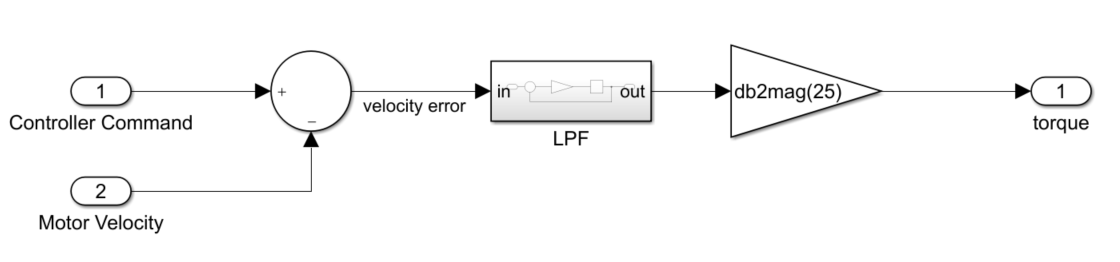 1
Controller Command
+
−
velocity error
2
Motor Velocity
in
out
LPF
db2mag(25)
1
torque